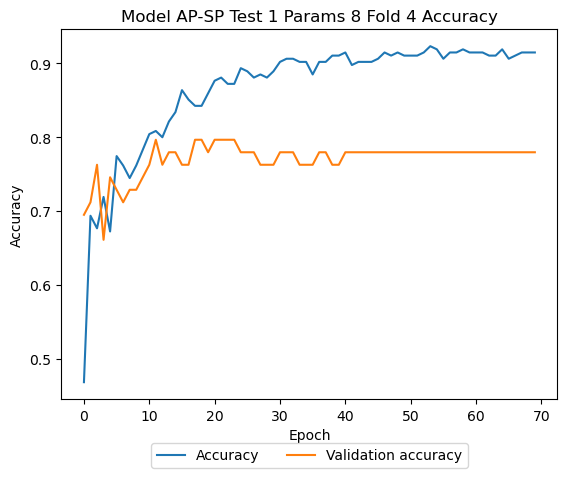 Model AP-SP Test 1 Params 8 Fold 4 Accuracy
Accuracy
0.9
0.8
0.7
0.6
0.5
0 10 20 30 40 50 60 70
Epoch
Accuracy Validation accuracy